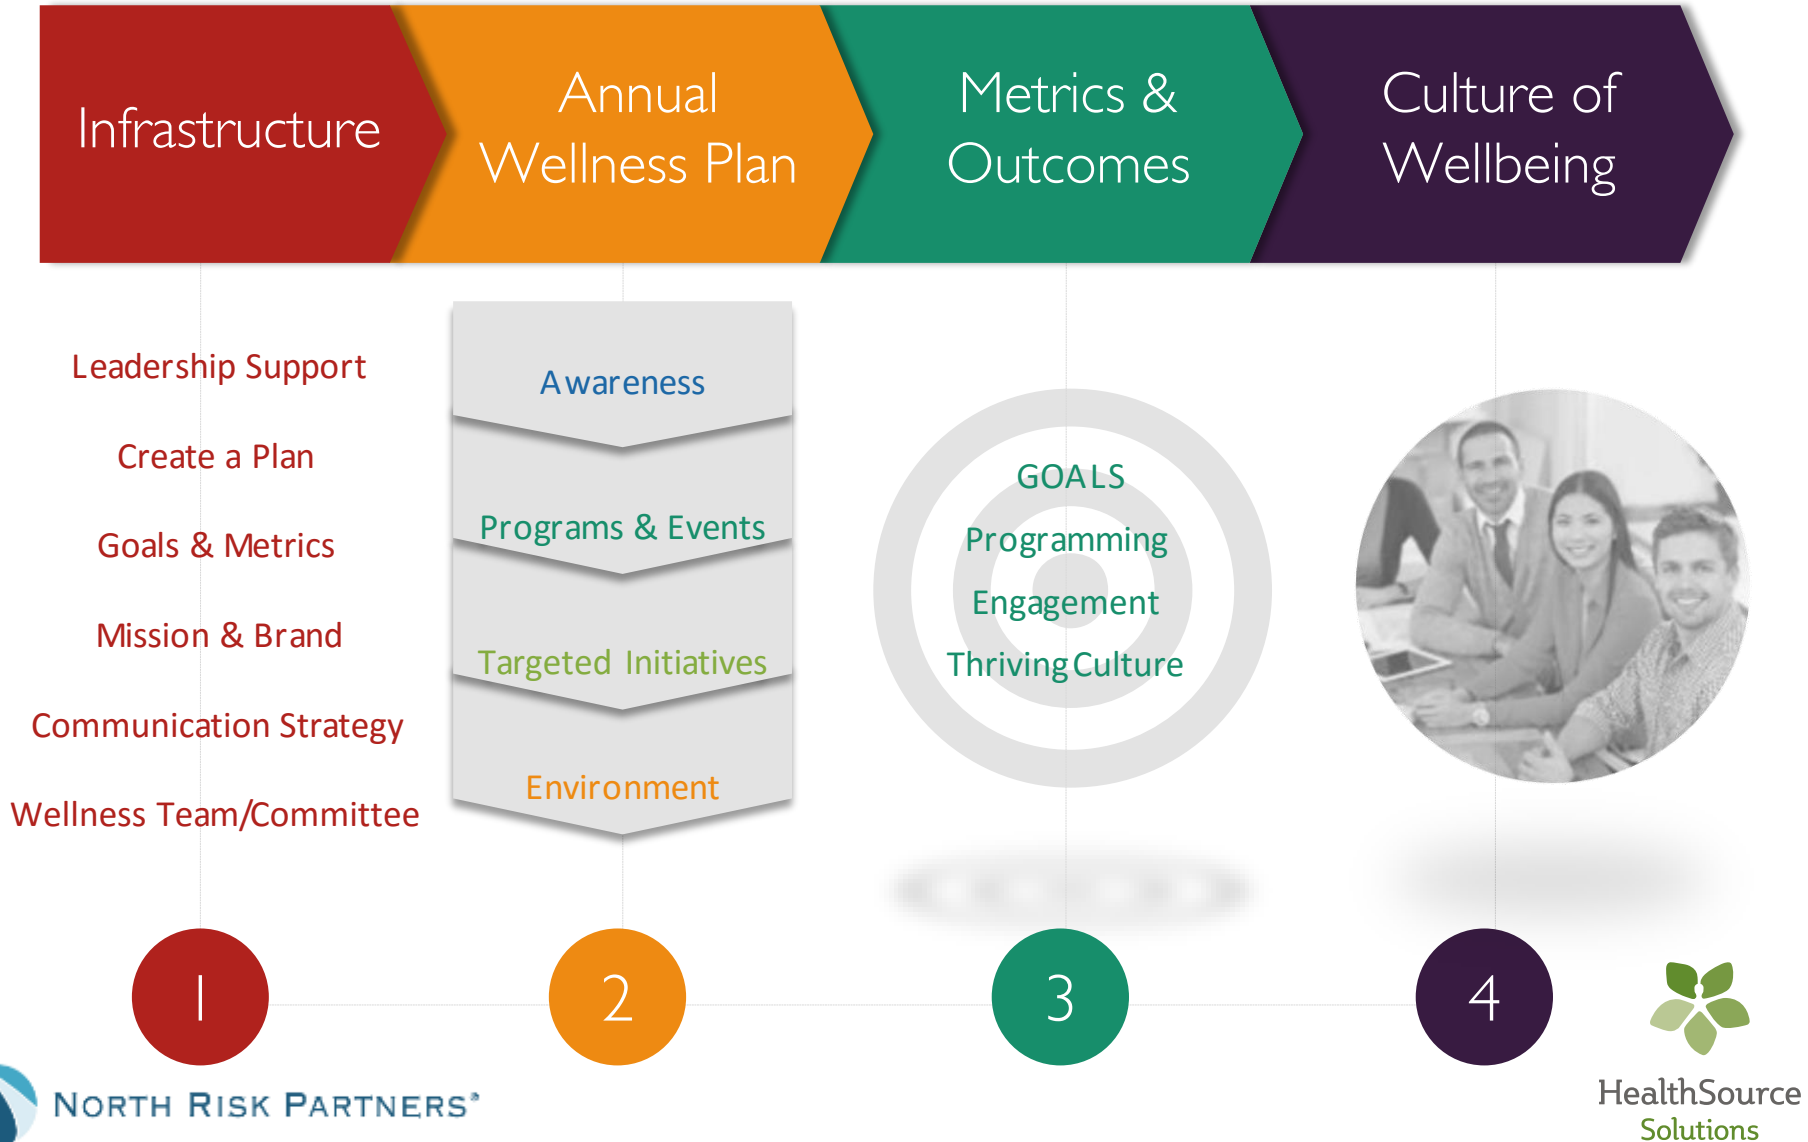 Infrastructure
Annual
Wellness Plan
Metrics &
Outcomes
Culture of
Wellbeing
Leadership Support
Create a Plan
Goals & Metrics
Mission & Brand
Communication Strategy
Wellness Team/Committee
Awareness
Programs & Events
Targeted Initiatives
Environment
GOALS
Programming
Engagement
Thriving Culture
1
2
3
4
NORTH RISK PARTNERS®
HealthSource
Solutions